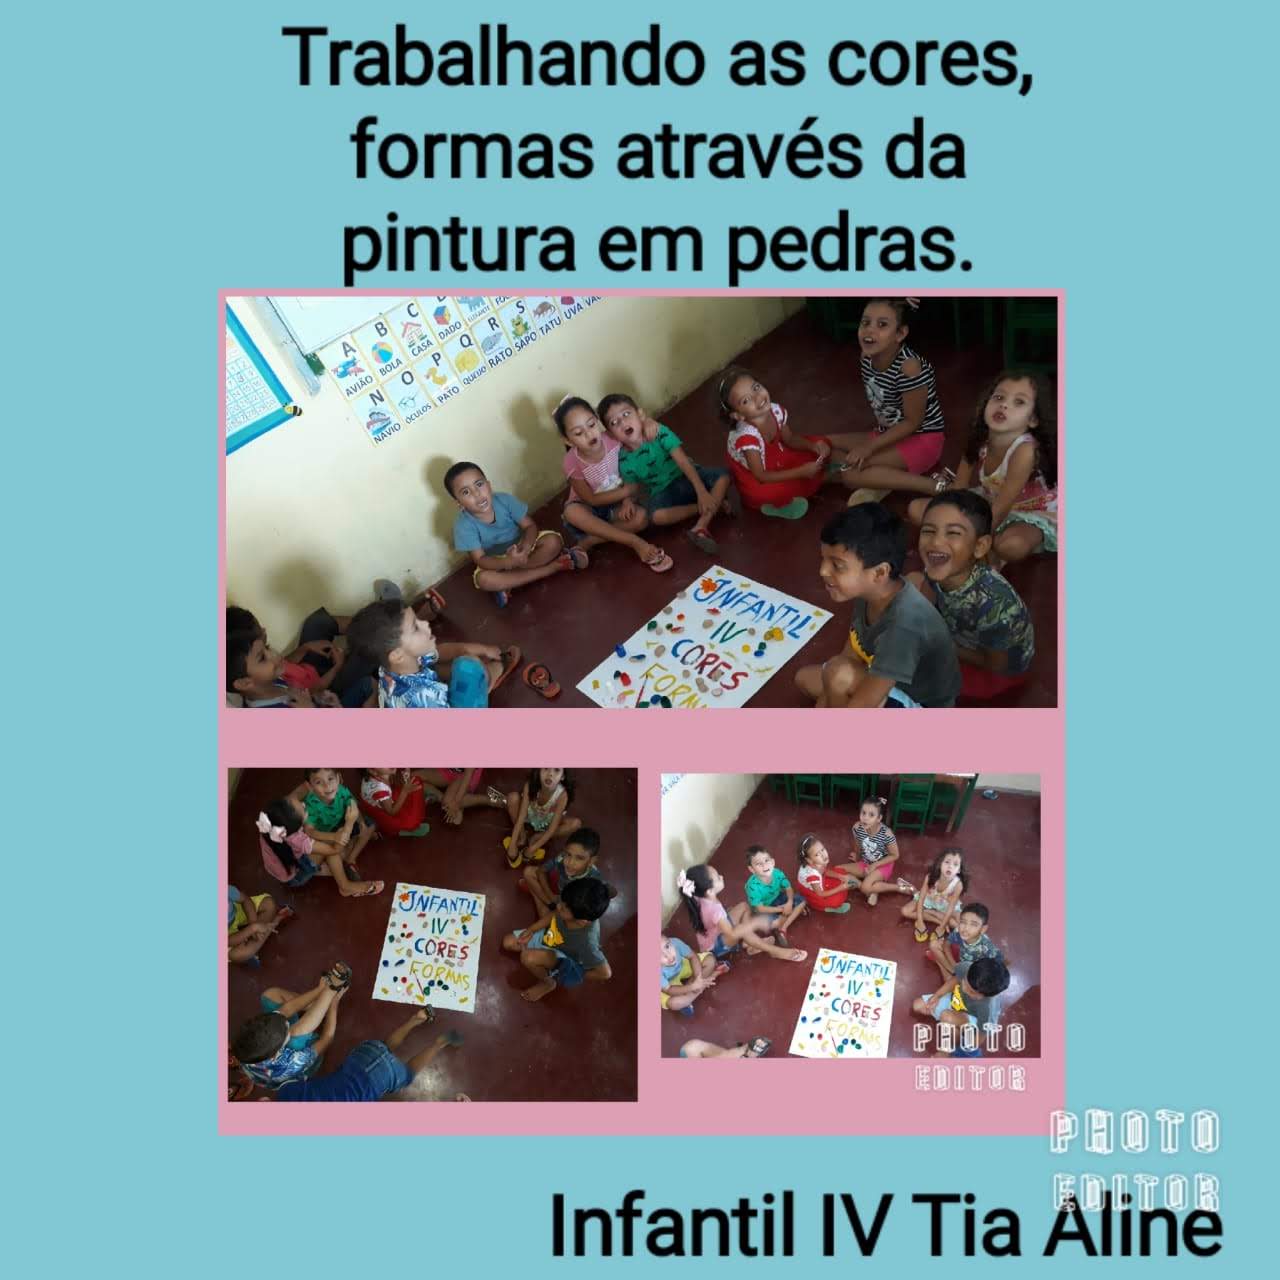 Trabalhando as cores,
formas através da
pintura em pedras.
A
AVIÃO
B
BOLA
C
CASA
DADO
ELEFANTE
N
NAVIO
O
ÓCULOS
P
PATO
Q
QUEIJO
R
RATO
S
SAPO
TATU
UVA
INFANTIL
IV
CORES
INFANTIL
IV
CORES
FORMAS
INFANTIL
IV
CORES
FORMAS
PHOTO
EDITOR
PHOTO
EDITOR
Infantil IV Tia Aline